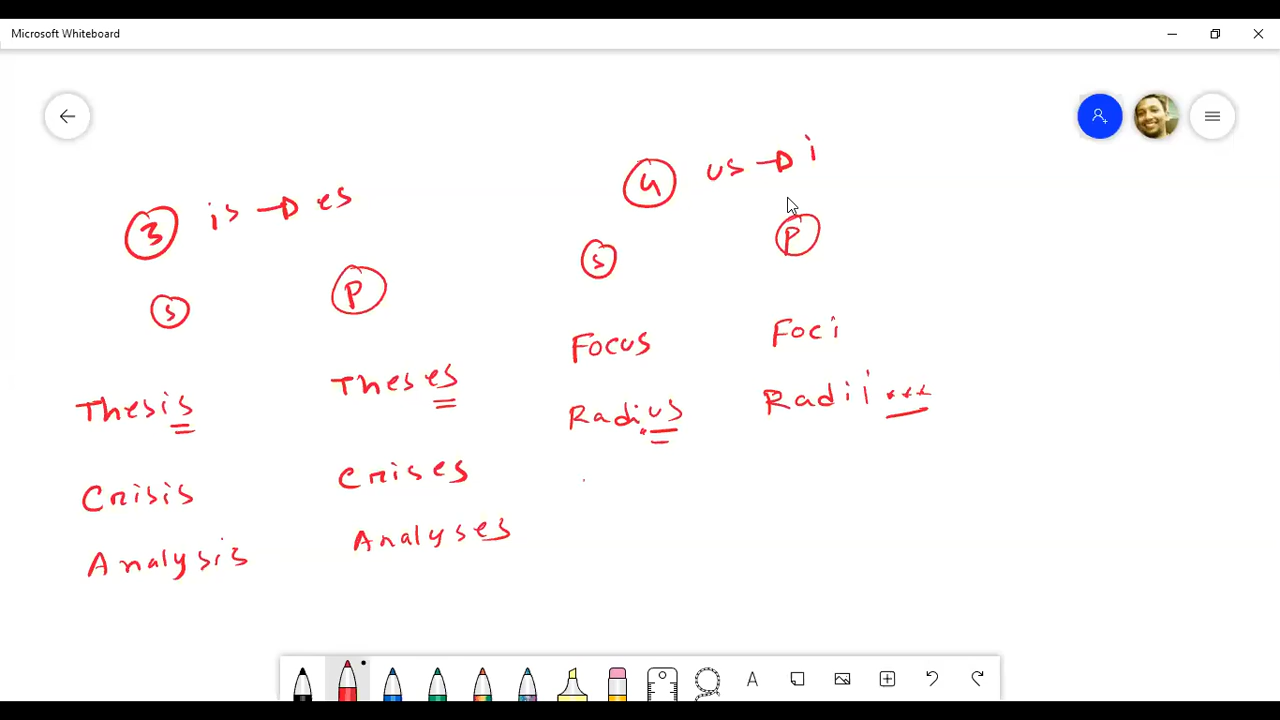 Microsoft Whiteboard
3 is → es
S P
Thesis Theses
Crisis Crises
Analysis Analyses
4 us → i
S P
Focus Foci
Radius Radii ***
A